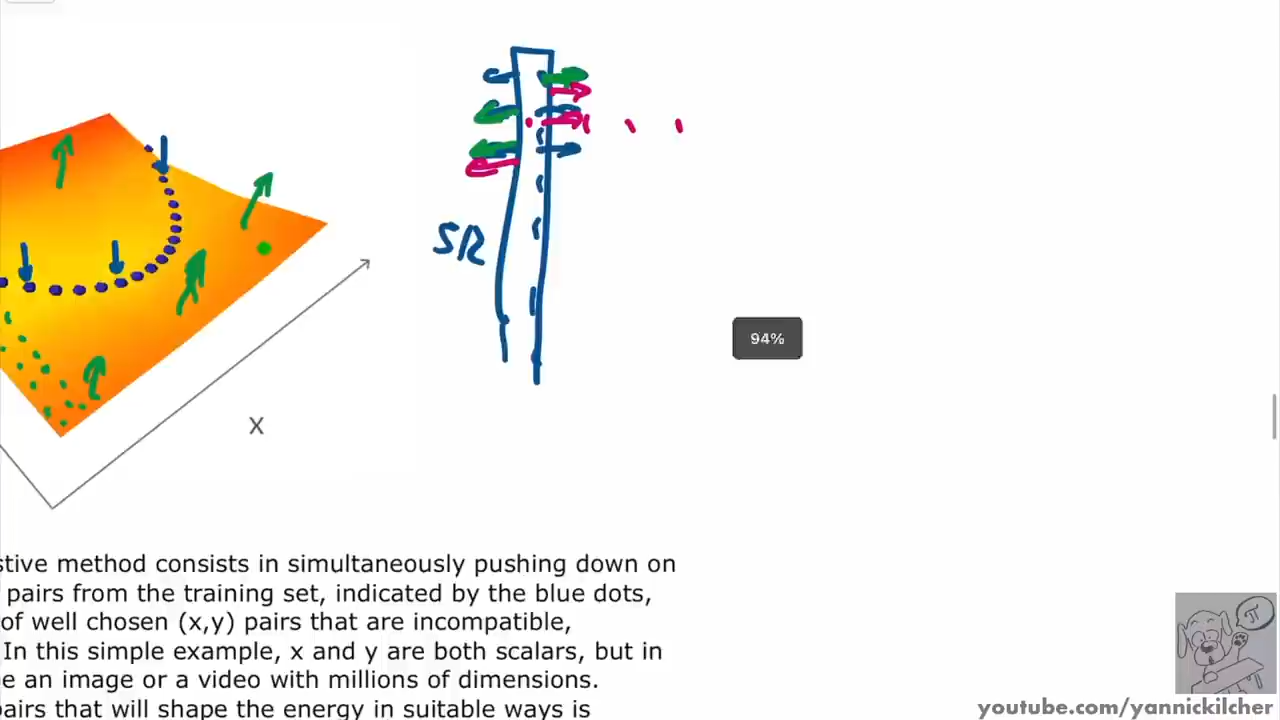 SR
94%
X
stive method consists in simultaneously pushing down on
pairs from the training set, indicated by the blue dots,
of well chosen (x,y) pairs that are incompatible,
In this simple example, x and y are both scalars, but in
e an image or a video with millions of dimensions.
pairs that will shape the energy in suitable ways is
π
youtube.com/yannickilcher